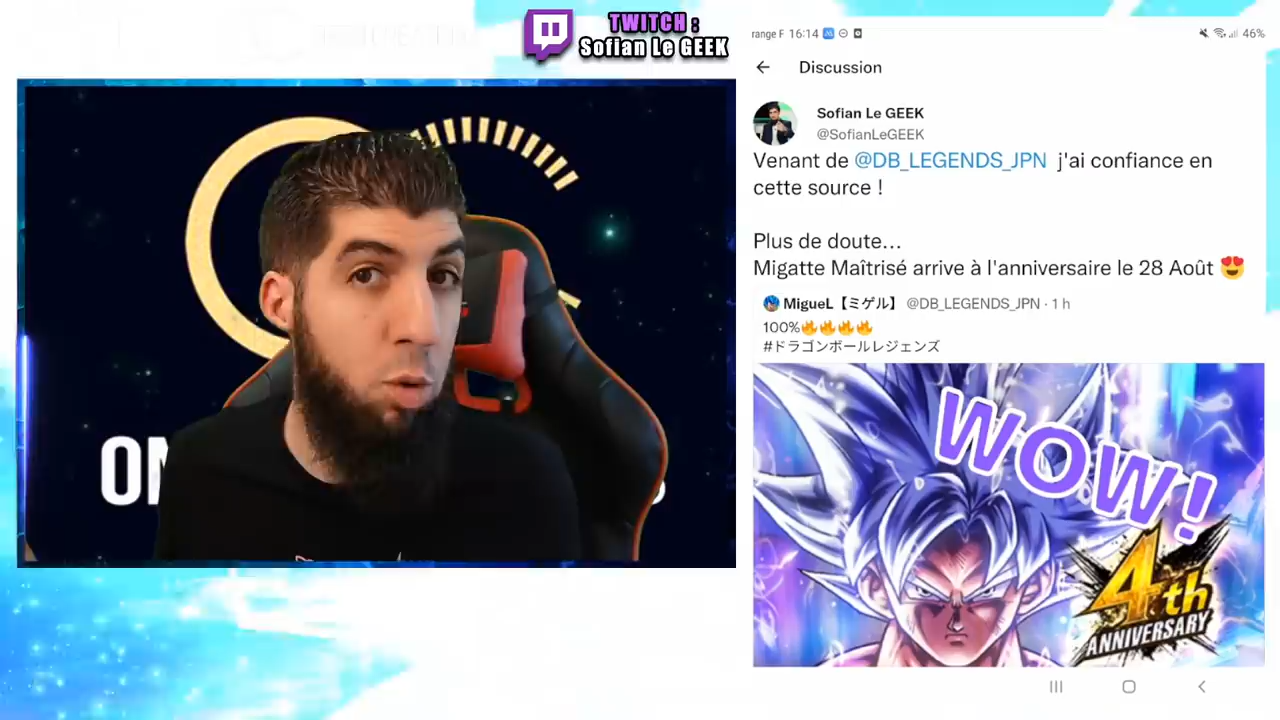 TWITCH :
Sofian Le GEEK
range F 16:14
46%
Discussion
Sofian Le GEEK
@SofianLeGEEK
Venant de @DB_LEGENDS_JPN j'ai confiance en
cette source !
Plus de doute...
Migatte Maîtrisé arrive à l'anniversaire le 28 Août 😍
MigueL【ミゲル】 @DB_LEGENDS_JPN · 1 h
100%🔥🔥🔥🔥
#ドラゴンボールレジェンズ
WOW!
4th
ANNIVERSARY